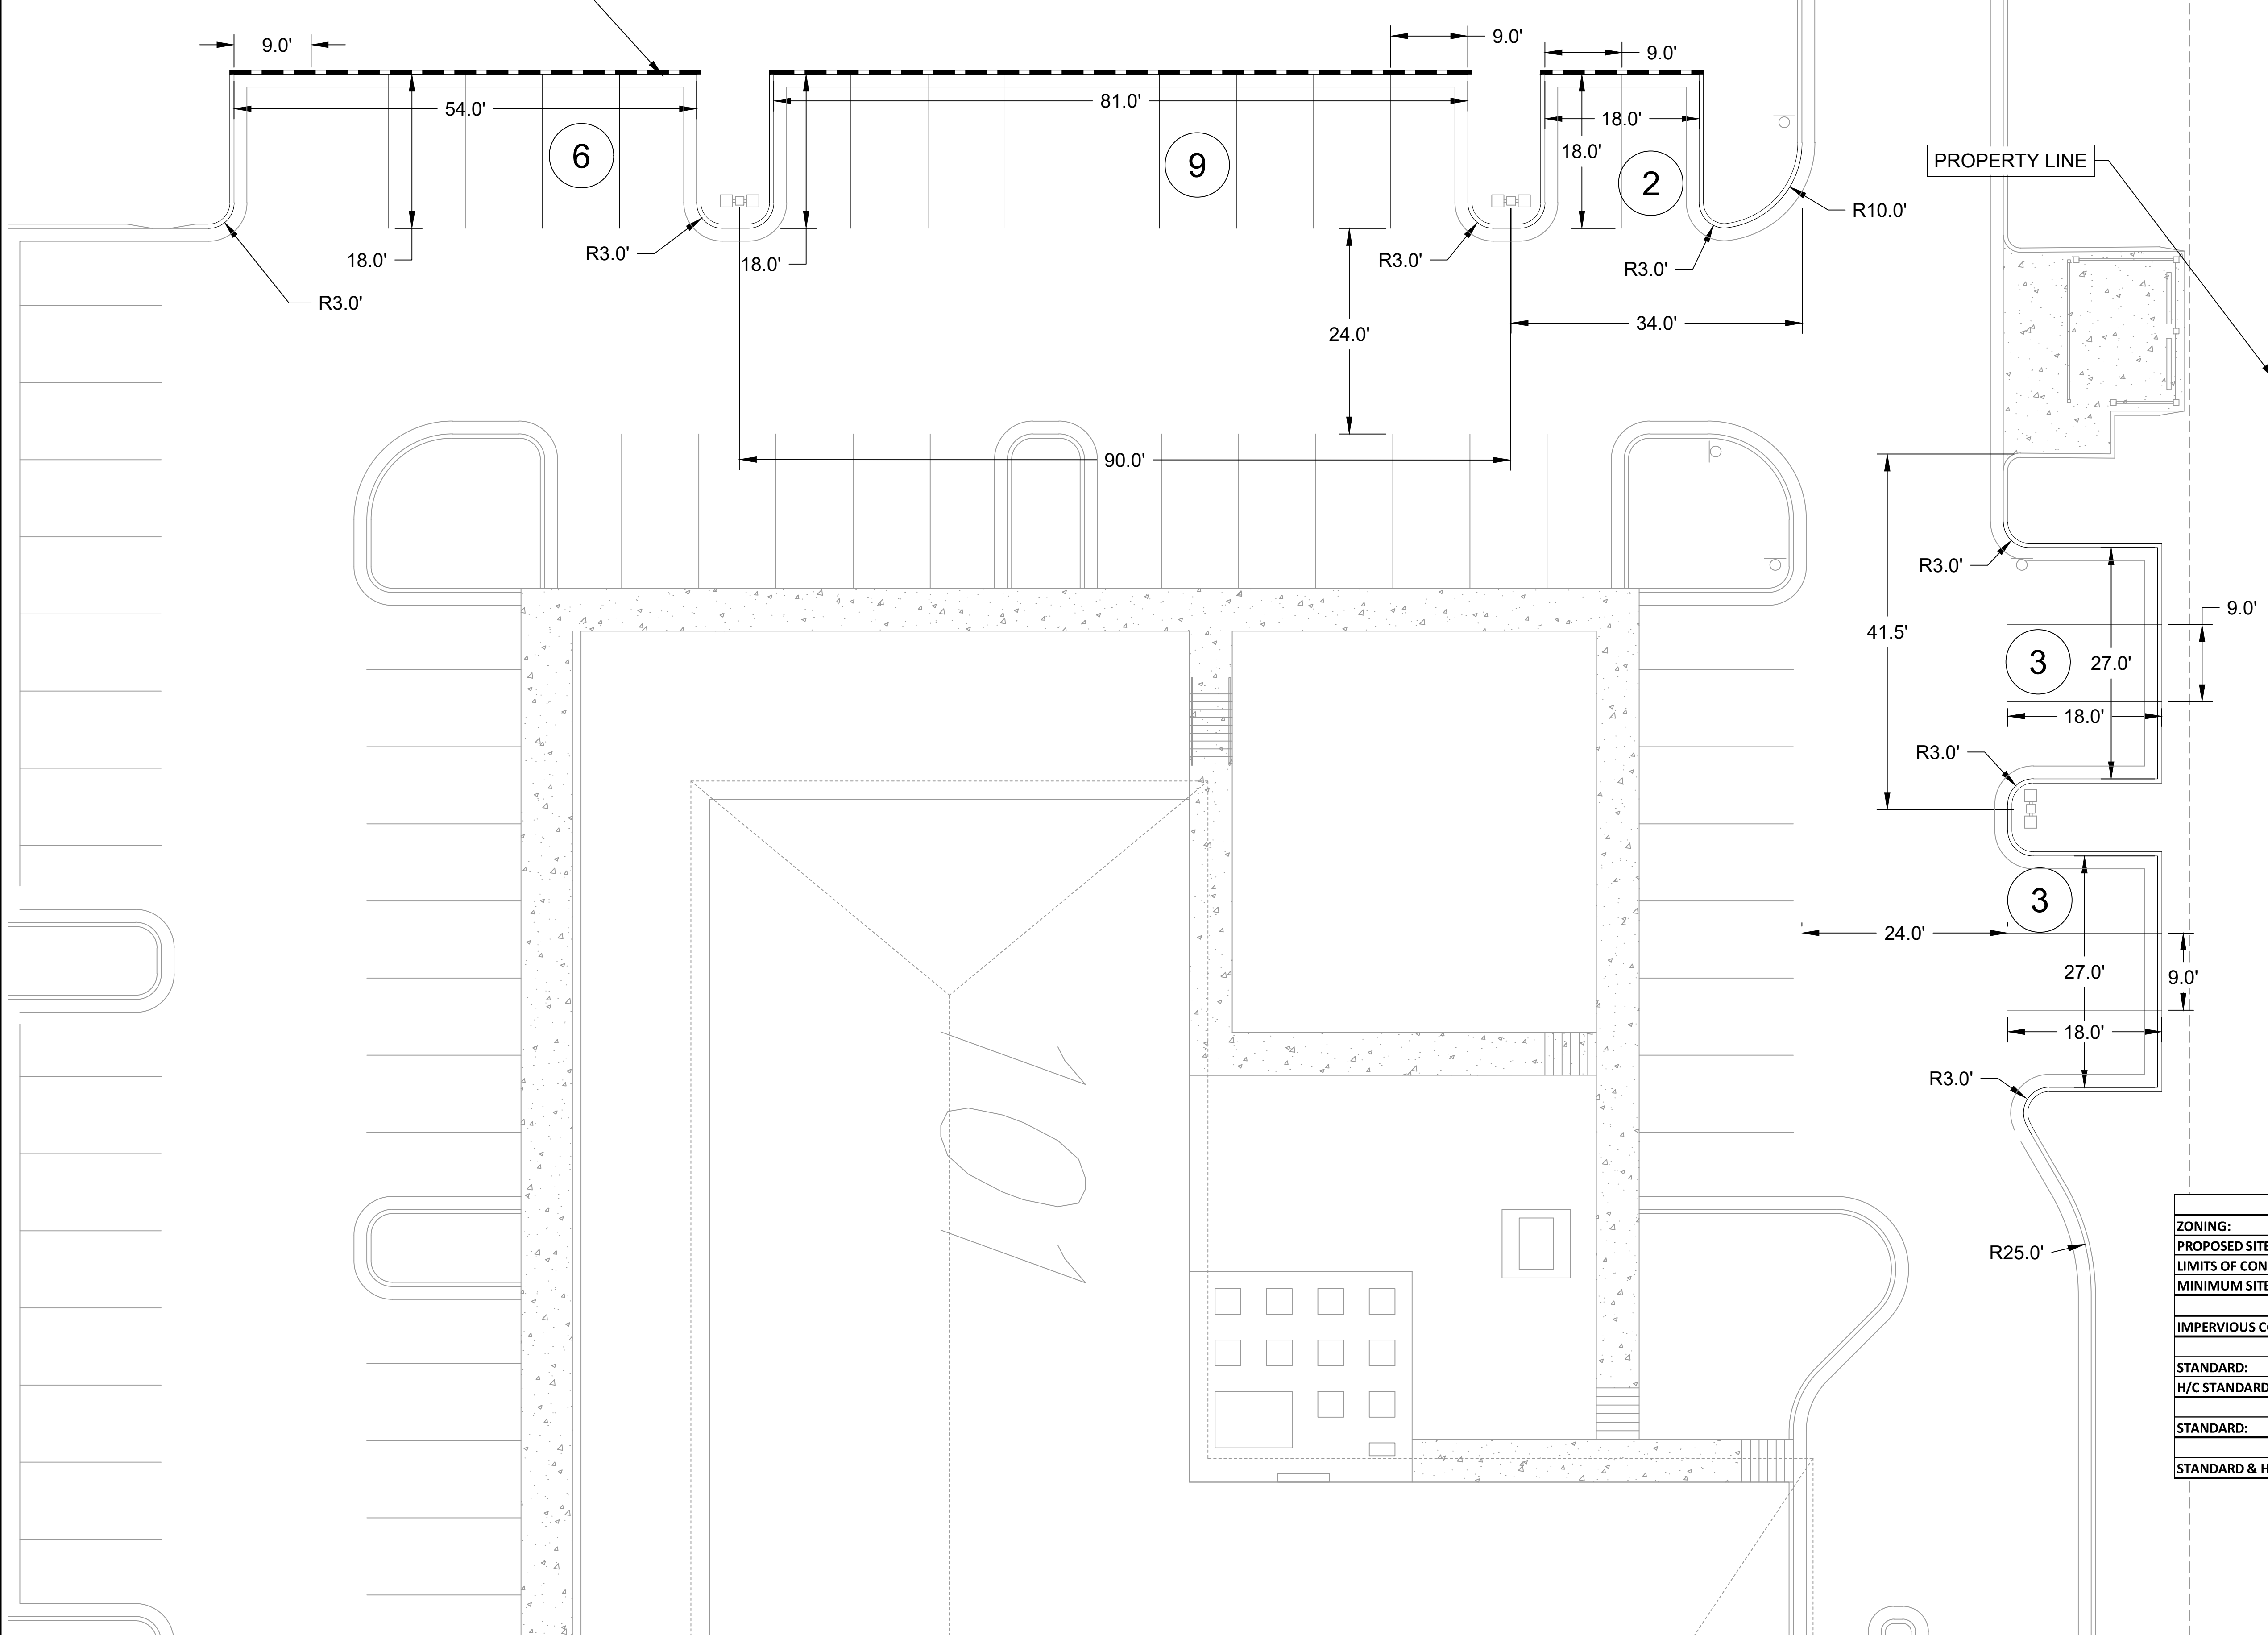 9.0'
9.0'
9.0'
54.0'
81.0'
18.0'
18.0'
6
9
2
PROPERTY LINE
R10.0'
18.0'
R3.0'
18.0'
R3.0'
R3.0'
R3.0'
34.0'
24.0'
90.0'
R3.0'
9.0'
41.5'
3
27.0'
18.0'
R3.0'
3
24.0'
27.0'
9.0'
18.0'
R3.0'
R25.0'
ZONING:
PROPOSED SITE
LIMITS OF CON
MINIMUM SITE
IMPERVIOUS CO
STANDARD:
H/C STANDARD
STANDARD:
STANDARD & H